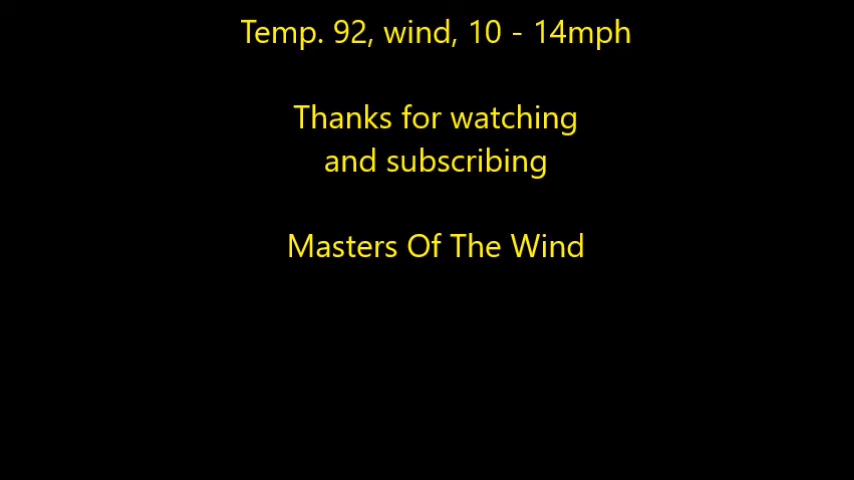 Temp. 92, wind, 10 - 14mph
Thanks for watching
and subscribing
Masters Of The Wind